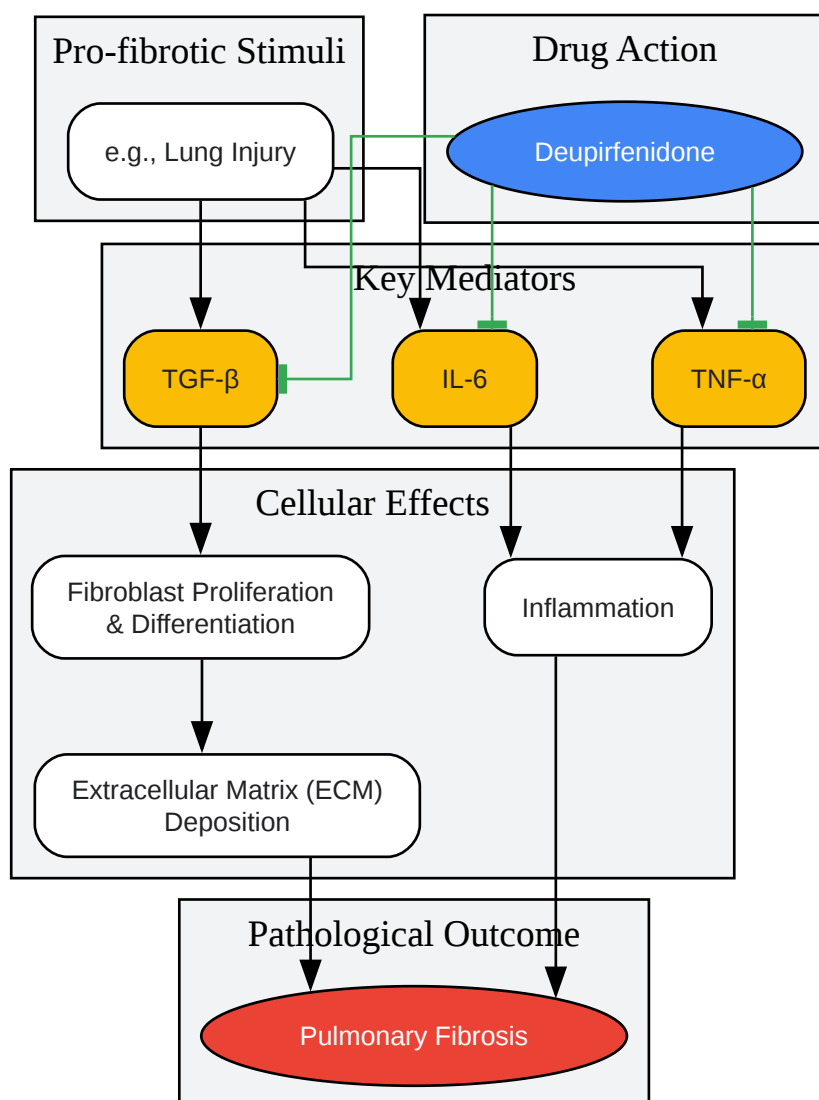 Pro-fibrotic Stimuli
e.g., Lung Injury
Drug Action
Deupirfenidone
Key Mediators
TGF-β
IL-6
TNF-α
Cellular Effects
Fibroblast Proliferation
& Differentiation
Inflammation
Extracellular Matrix (ECM)
Deposition
Pathological Outcome
Pulmonary Fibrosis